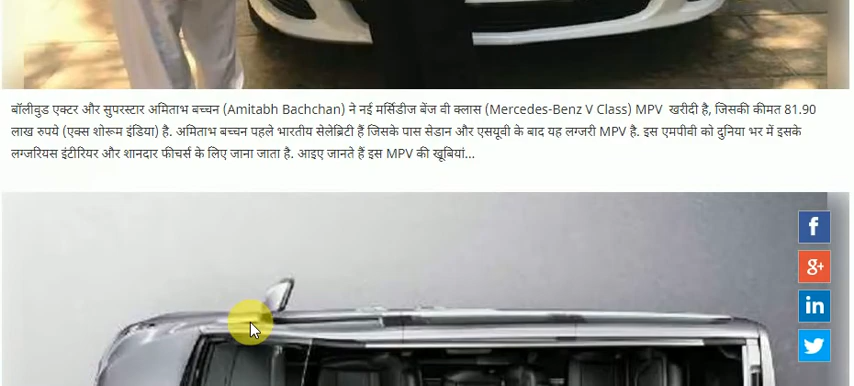 बॉलीवुड एक्टर और सुपरस्टार अमिताभ बच्चन (Amitabh Bachchan) ने नई मर्सिडीज बेंज वी क्लास (Mercedes-Benz V Class) MPV खरीदी है, जिसकी कीमत 81.90
लाख रुपये (एक्स शोरूम इंडिया) है. अमिताभ बच्चन पहले भारतीय सेलेब्रिटी हैं जिसके पास सेडान और एसयूवी के बाद यह लग्जरी MPV है. इस एमपीवी को दुनिया भर में इसके
लग्जरियस इंटीरियर और शानदार फीचर्स के लिए जाना जाता है. आइए जानते हैं इस MPV की खूबियां...
f
g+
in